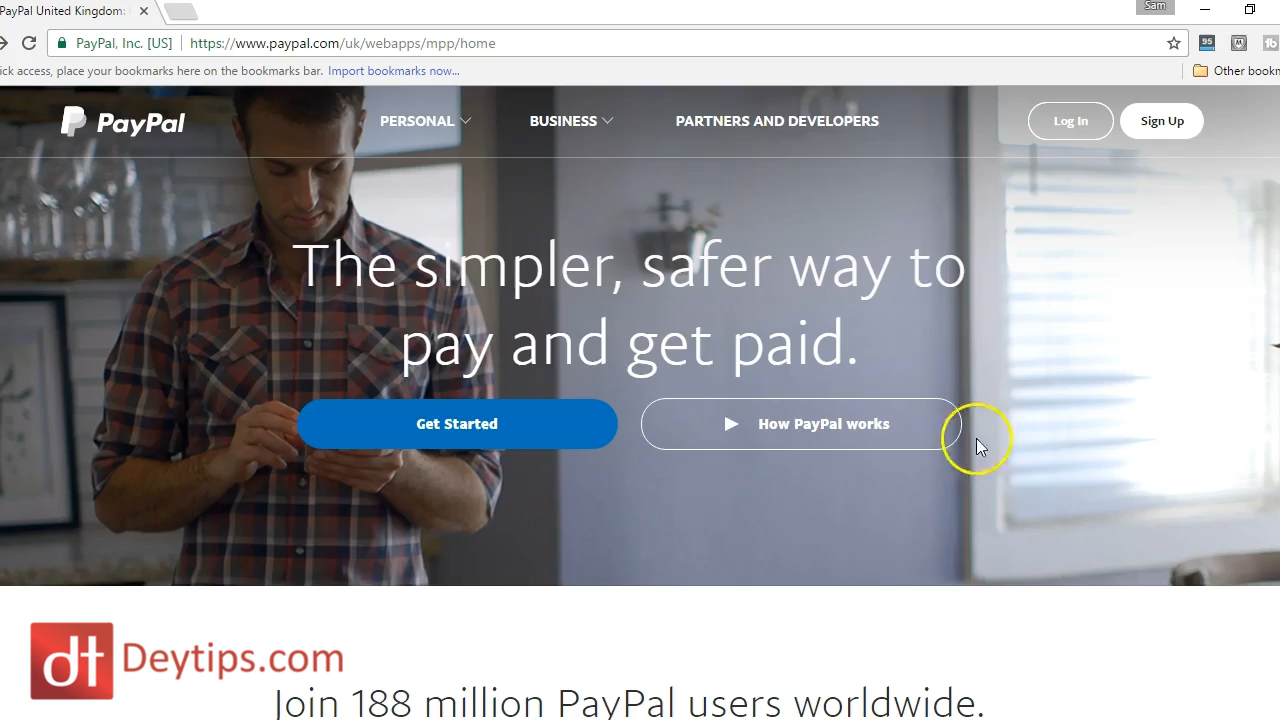 PayPal United Kingdom:
Sam
PayPal, Inc. [US]
https://www.paypal.com/uk/webapps/mpp/home
95
ick access, place your bookmarks here on the bookmarks bar. Import bookmarks now...
Other bookm
PayPal
PERSONAL
BUSINESS
PARTNERS AND DEVELOPERS
Log In
Sign Up
The simpler, safer way to
pay and get paid.
Get Started
How PayPal works
dt Deytips.com
Join 188 million PayPal users worldwide.